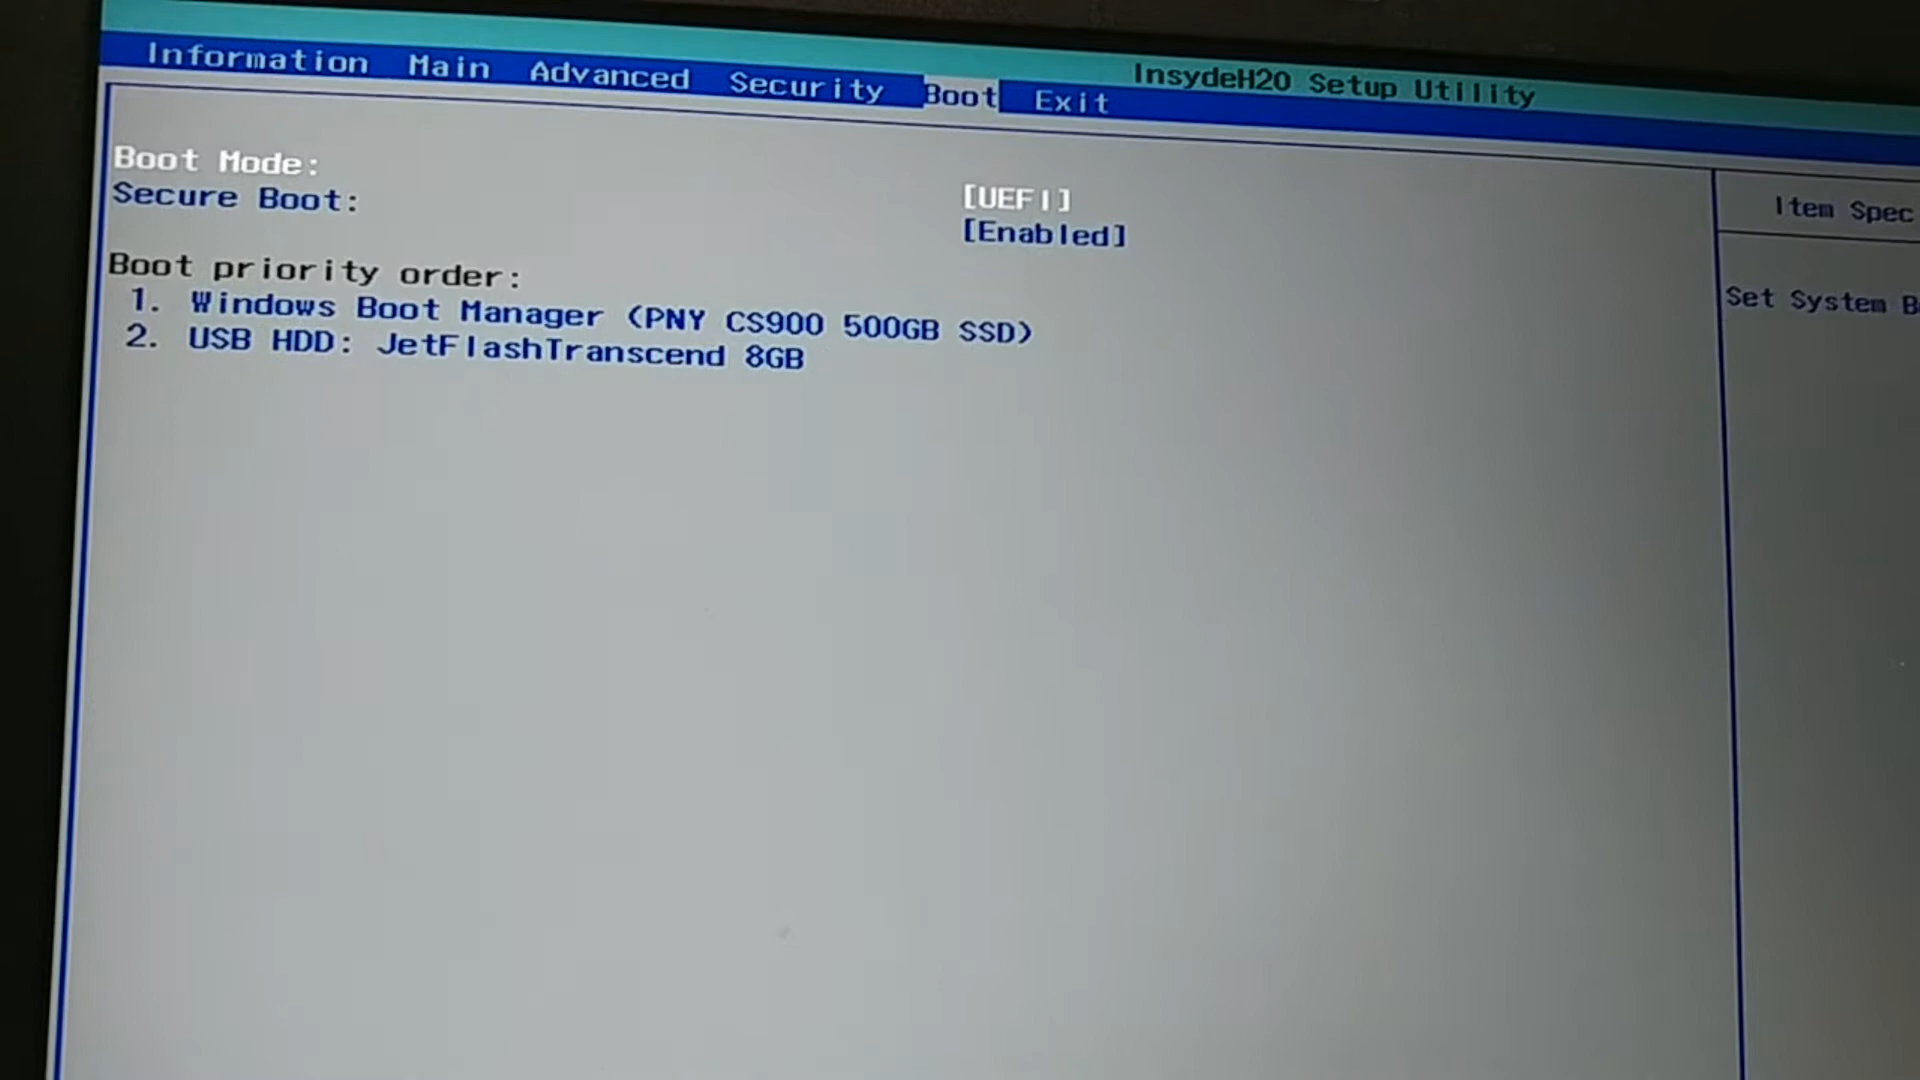 InsydeH20 Setup Utility
Information Main Advanced Security Boot Exit
Boot Mode: [UEFI]
Secure Boot: [Enabled]
Boot priority order:
1. Windows Boot Manager (PNY CS900 500GB SSD)
2. USB HDD: JetFlashTranscend 8GB
Item Spec
Set System B